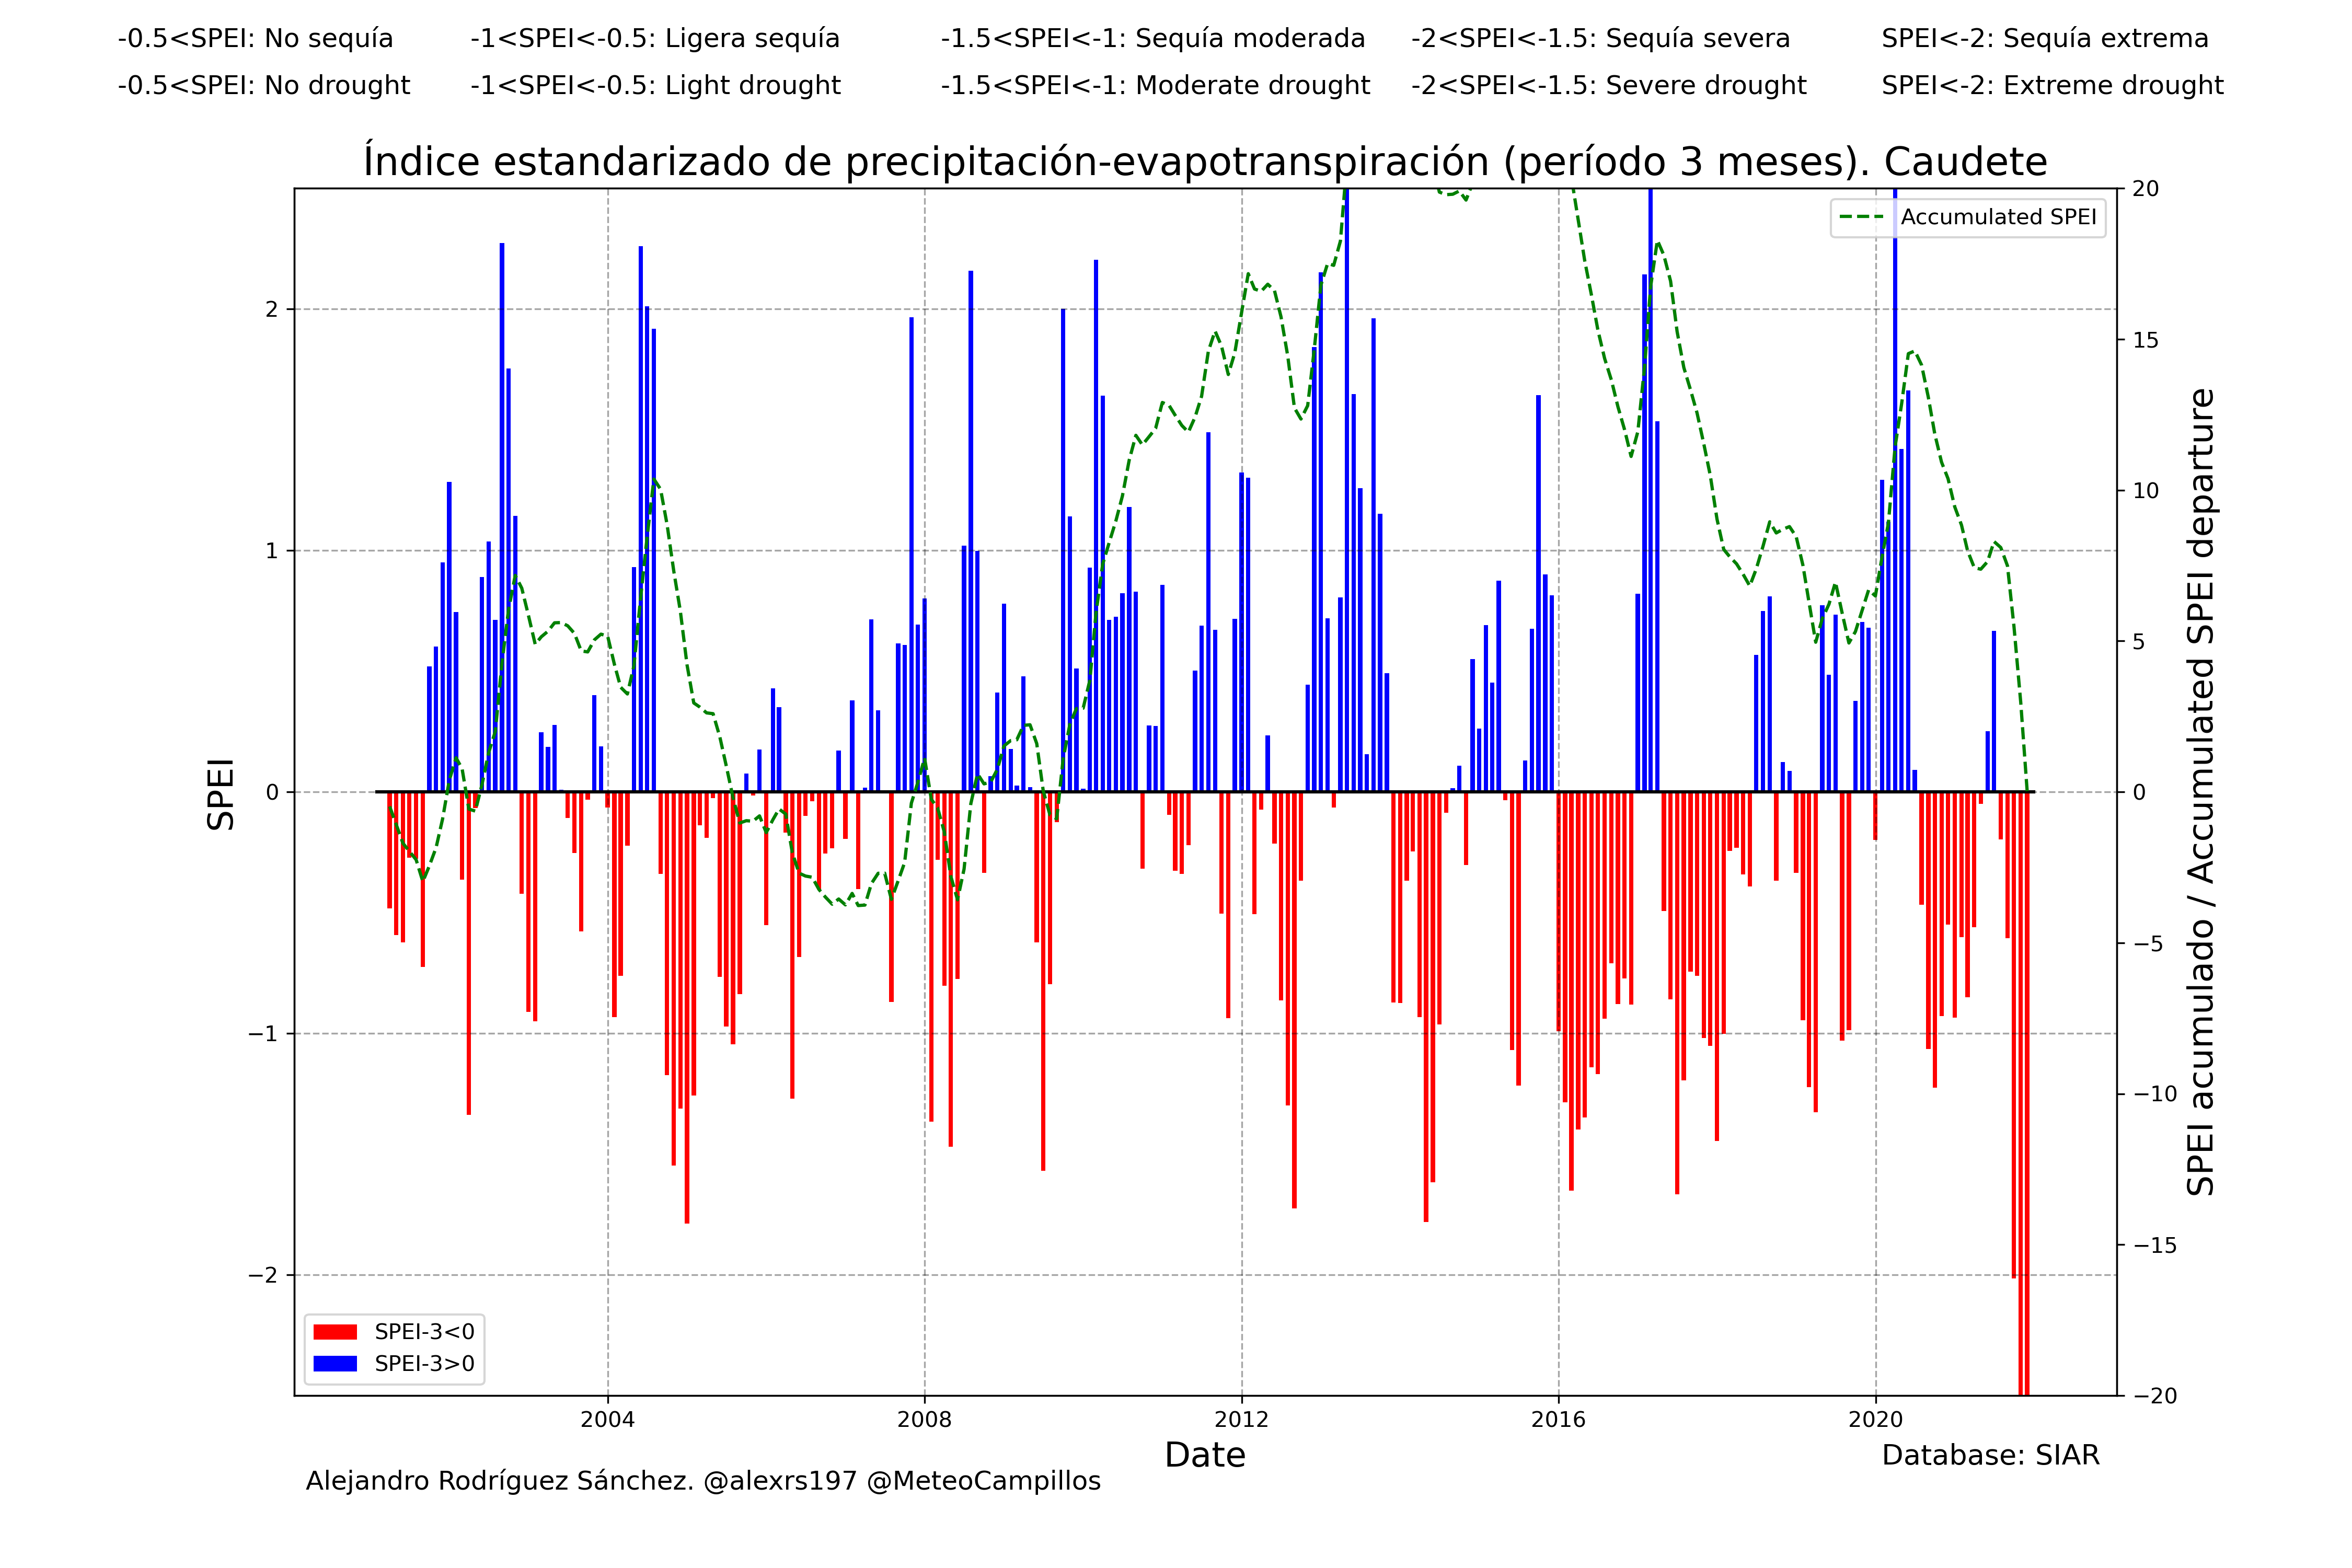 -0.5<SPEI: No sequía
-1<SPEI<-0.5: Ligera sequía
-1.5<SPEI<-1: Sequía moderada
-2<SPEI<-1.5: Sequía severa
SPEI<-2: Sequía extrema
-0.5<SPEI: No drought
-1<SPEI<-0.5: Light drought
-1.5<SPEI<-1: Moderate drought
-2<SPEI<-1.5: Severe drought
SPEI<-2: Extreme drought
Índice estandarizado de precipitación-evapotranspiración (período 3 meses). Caudete
Accumulated SPEI
SPEI
2
1
0
−1
−2
20
15
10
5
0
−5
−10
−15
−20
SPEI acumulado / Accumulated SPEI departure
SPEI-3<0
SPEI-3>0
2004
2008
2012
2016
2020
Date
Database: SIAR
Alejandro Rodríguez Sánchez. @alexrs197 @MeteoCampillos